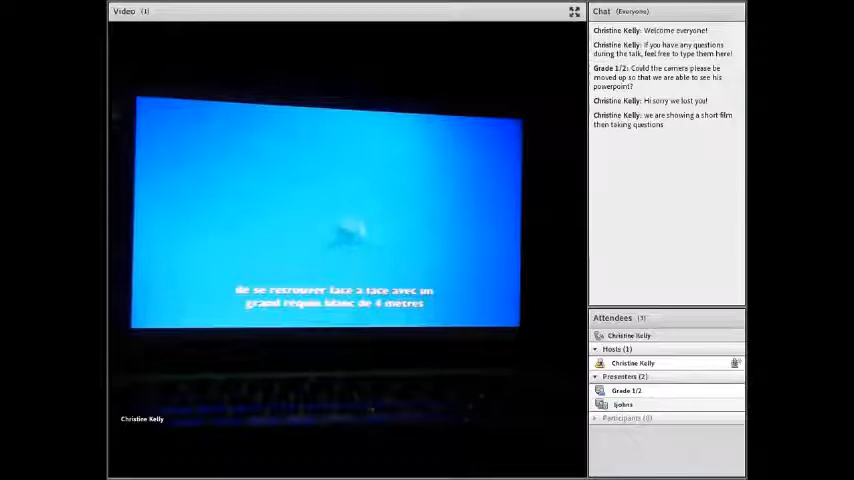 Video (1)
Chat (Everyone)
Christine Kelly: Welcome everyone!
Christine Kelly: If you have any questions
during the talk, feel free to type them here!
Grade 1/2: Could the camera please be
moved up so that we are able to see his
powerpoint?
Christine Kelly: Hi sorry we lost you!
Christine Kelly: we are showing a short film
then taking questions
de se retrouver face a face avec un
grand requin blanc de 4 metres
Christine Kelly
Attendees (3)
Christine Kelly
Hosts (1)
Christine Kelly
Presenters (2)
Grade 1/2
ljohns
Participants (0)